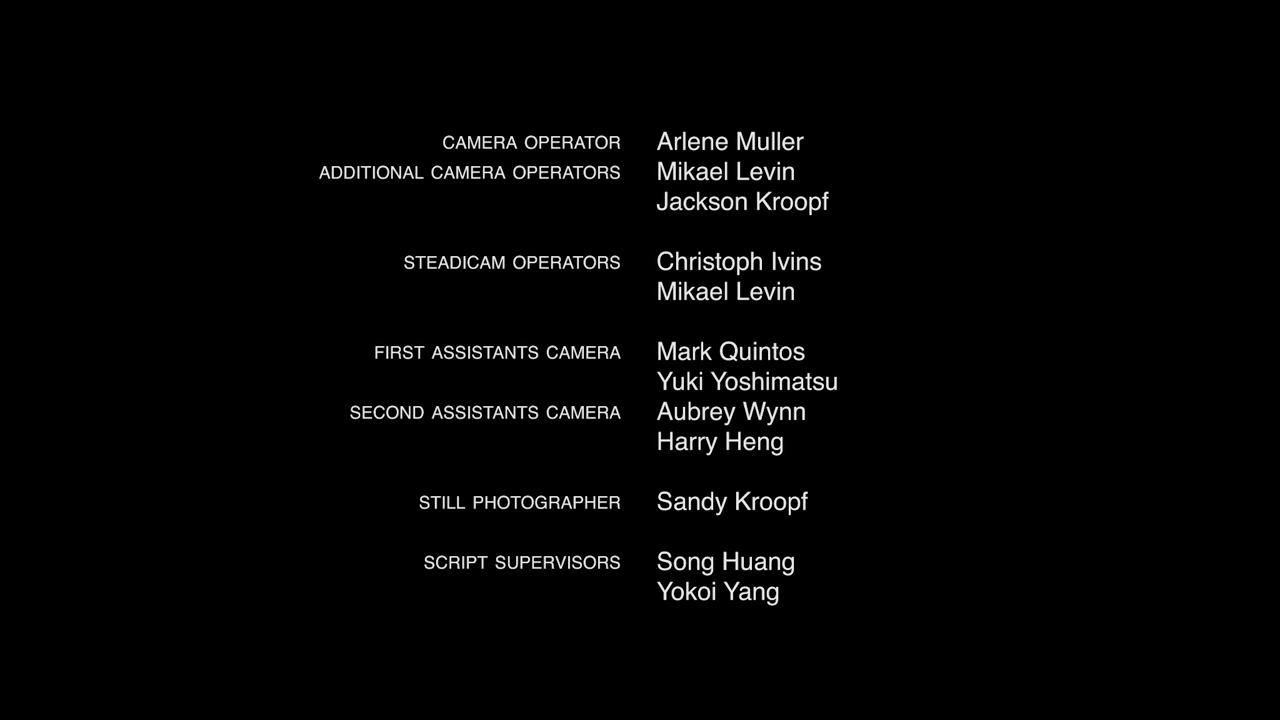 CAMERA OPERATOR Arlene Muller
ADDITIONAL CAMERA OPERATORS Mikael Levin
Jackson Kroopf
STEADICAM OPERATORS Christoph Ivins
Mikael Levin
FIRST ASSISTANTS CAMERA Mark Quintos
Yuki Yoshimatsu
SECOND ASSISTANTS CAMERA Aubrey Wynn
Harry Heng
STILL PHOTOGRAPHER Sandy Kroopf
SCRIPT SUPERVISORS Song Huang
Yokoi Yang